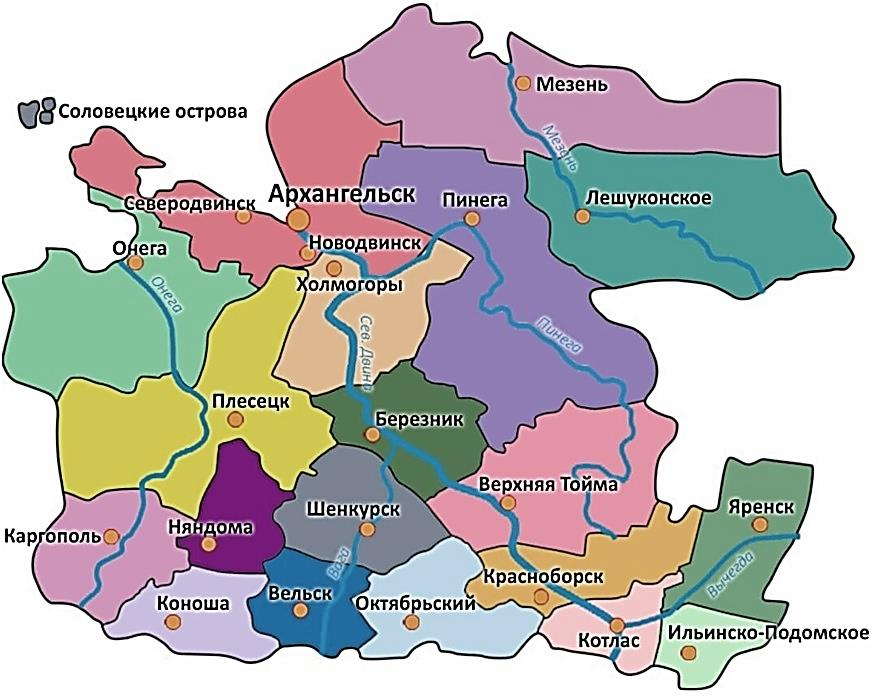 Мезень
Соловецкие острова
Мезень
Северодвинск
Архангельск
Пинега
Лешуконское
Онега
Новодвинск
Холмогоры
Онега
Сев. Двина
Пинега
Плесецк
Березник
Верхняя Тойма
Каргополь
Няндома
Шенкурск
Яренск
Вага
Вычегда
Красноборск
Коноша
Вельск
Октябрьский
Котлас
Ильинско-Подомское